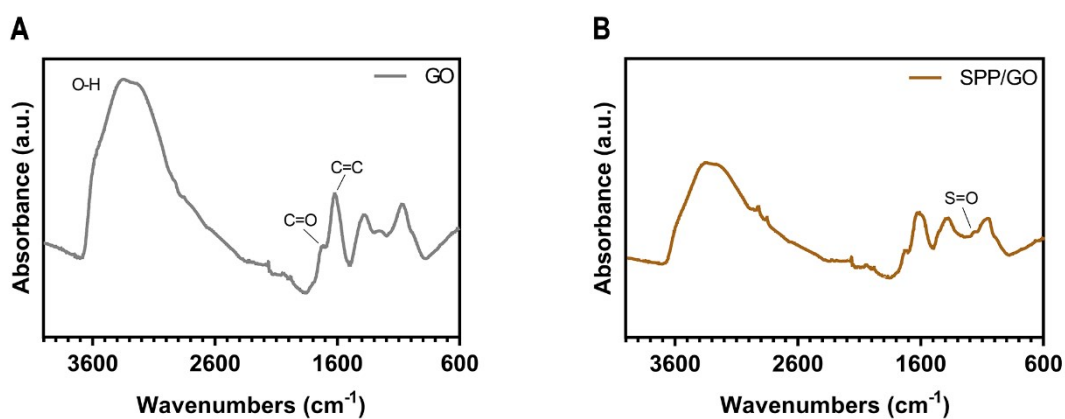 A
O-H
GO
C=C
C=O
Absorbance (a.u.)
3600 2600 1600 600
Wavenumbers (cm⁻¹)
B
SPP/GO
S=O
Absorbance (a.u.)
3600 2600 1600 600
Wavenumbers (cm⁻¹)